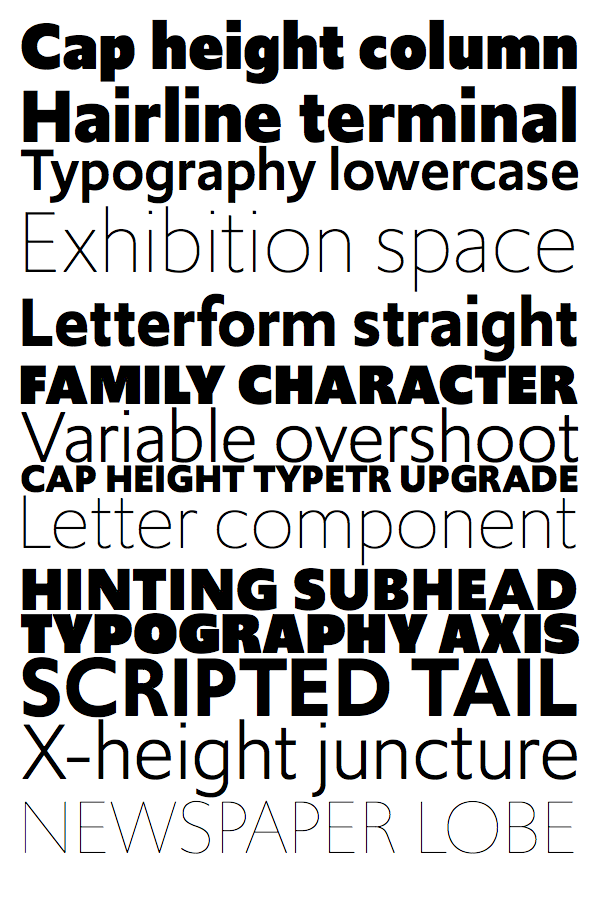 Cap height column
Hairline terminal
Typography lowercase
Exhibition space
Letterform straight
FAMILY CHARACTER
Variable overshoot
CAP HEIGHT TYPETR UPGRADE
Letter component
HINTING SUBHEAD
TYPOGRAPHY AXIS
SCRIPTED TAIL
X-height juncture
NEWSPAPER LOBE